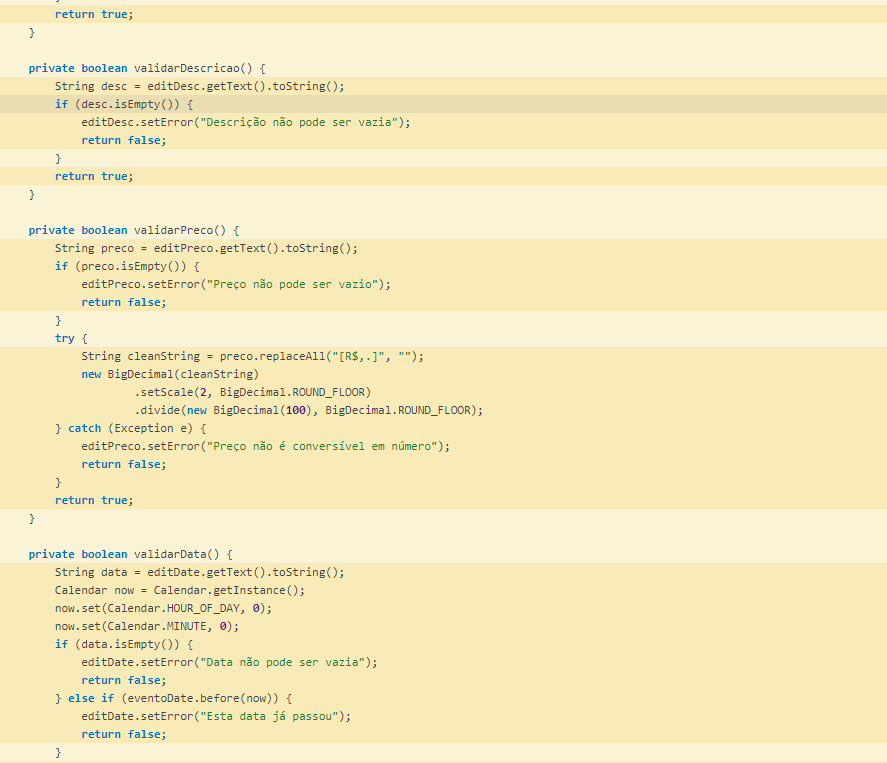 return true;
}
private boolean validarDescricao() {
String desc = editDesc.getText().toString();
if (desc.isEmpty()) {
editDesc.setError("Descrição não pode ser vazia");
return false;
}
return true;
}
private boolean validarPreco() {
String preco = editPreco.getText().toString();
if (preco.isEmpty()) {
editPreco.setError("Preço não pode ser vazio");
return false;
}
try {
String cleanString = preco.replaceAll("[R$,.]", "");
new BigDecimal(cleanString)
.setScale(2, BigDecimal.ROUND_FLOOR)
.divide(new BigDecimal(100), BigDecimal.ROUND_FLOOR);
} catch (Exception e) {
editPreco.setError("Preço não é conversível em número");
return false;
}
return true;
}
private boolean validarData() {
String data = editDate.getText().toString();
Calendar now = Calendar.getInstance();
now.set(Calendar.HOUR_OF_DAY, 0);
now.set(Calendar.MINUTE, 0);
if (data.isEmpty()) {
editDate.setError("Data não pode ser vazia");
return false;
} else if (eventoDate.before(now)) {
editDate.setError("Esta data já passou");
return false;
}